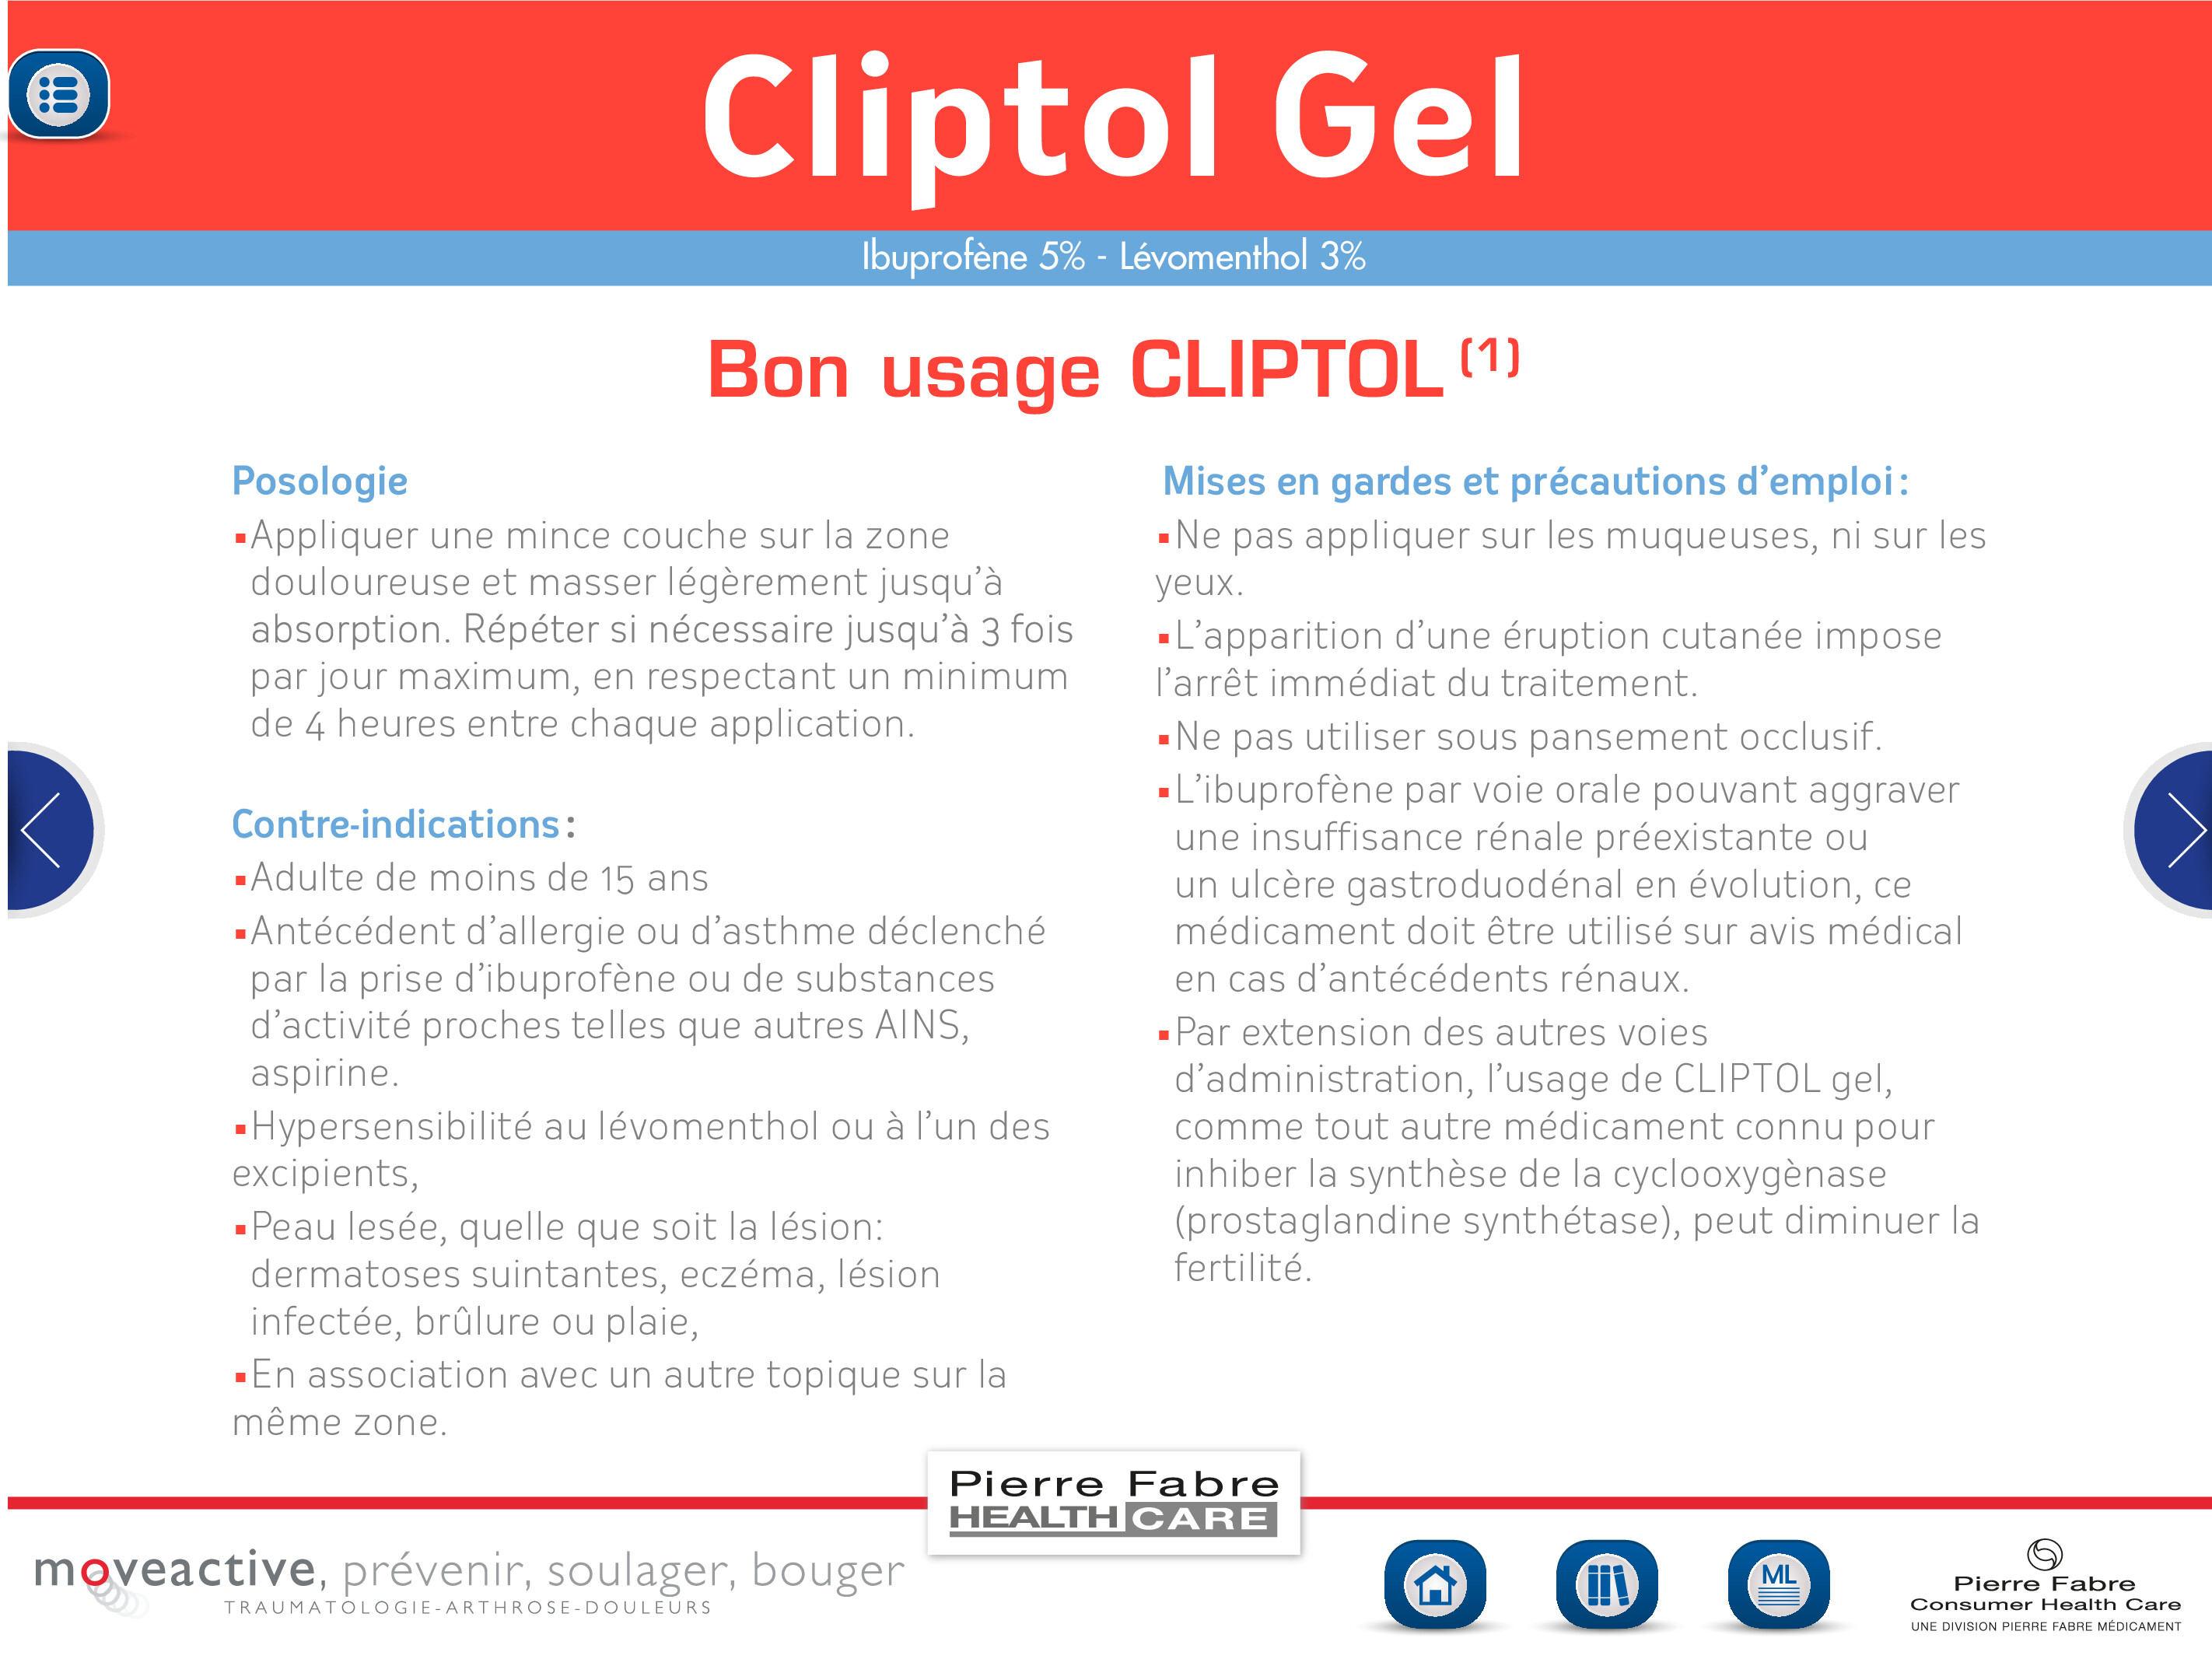 Cliptol Gel
Ibuprofène 5% - Lévomenthol 3%
Bon usage CLIPTOL (1)
Posologie
▪Appliquer une mince couche sur la zone
douloureuse et masser légèrement jusqu’à
absorption. Répéter si nécessaire jusqu’à 3 fois
par jour maximum, en respectant un minimum
de 4 heures entre chaque application.
Contre-indications :
▪Adulte de moins de 15 ans
▪Antécédent d’allergie ou d’asthme déclenché
par la prise d’ibuprofène ou de substances
d’activité proches telles que autres AINS,
aspirine.
▪Hypersensibilité au lévomenthol ou à l’un des
excipients,
▪Peau lesée, quelle que soit la lésion:
dermatoses suintantes, eczéma, lésion
infectée, brûlure ou plaie,
▪En association avec un autre topique sur la
même zone.
Mises en gardes et précautions d’emploi :
▪Ne pas appliquer sur les muqueuses, ni sur les
yeux.
▪L’apparition d’une éruption cutanée impose
l’arrêt immédiat du traitement.
▪Ne pas utiliser sous pansement occlusif.
▪L’ibuprofène par voie orale pouvant aggraver
une insuffisance rénale préexistante ou
un ulcère gastroduodénal en évolution, ce
médicament doit être utilisé sur avis médical
en cas d’antécédents rénaux.
▪Par extension des autres voies
d’administration, l’usage de CLIPTOL gel,
comme tout autre médicament connu pour
inhiber la synthèse de la cyclooxygènase
(prostaglandine synthétase), peut diminuer la
fertilité.
Pierre Fabre
HEALTH CARE
moveactive, prévenir, soulager, bouger
TRAUMATOLOGIE-ARTHROSE-DOULEURS
ML
Pierre Fabre
Consumer Health Care
UNE DIVISION PIERRE FABRE MÉDICAMENT